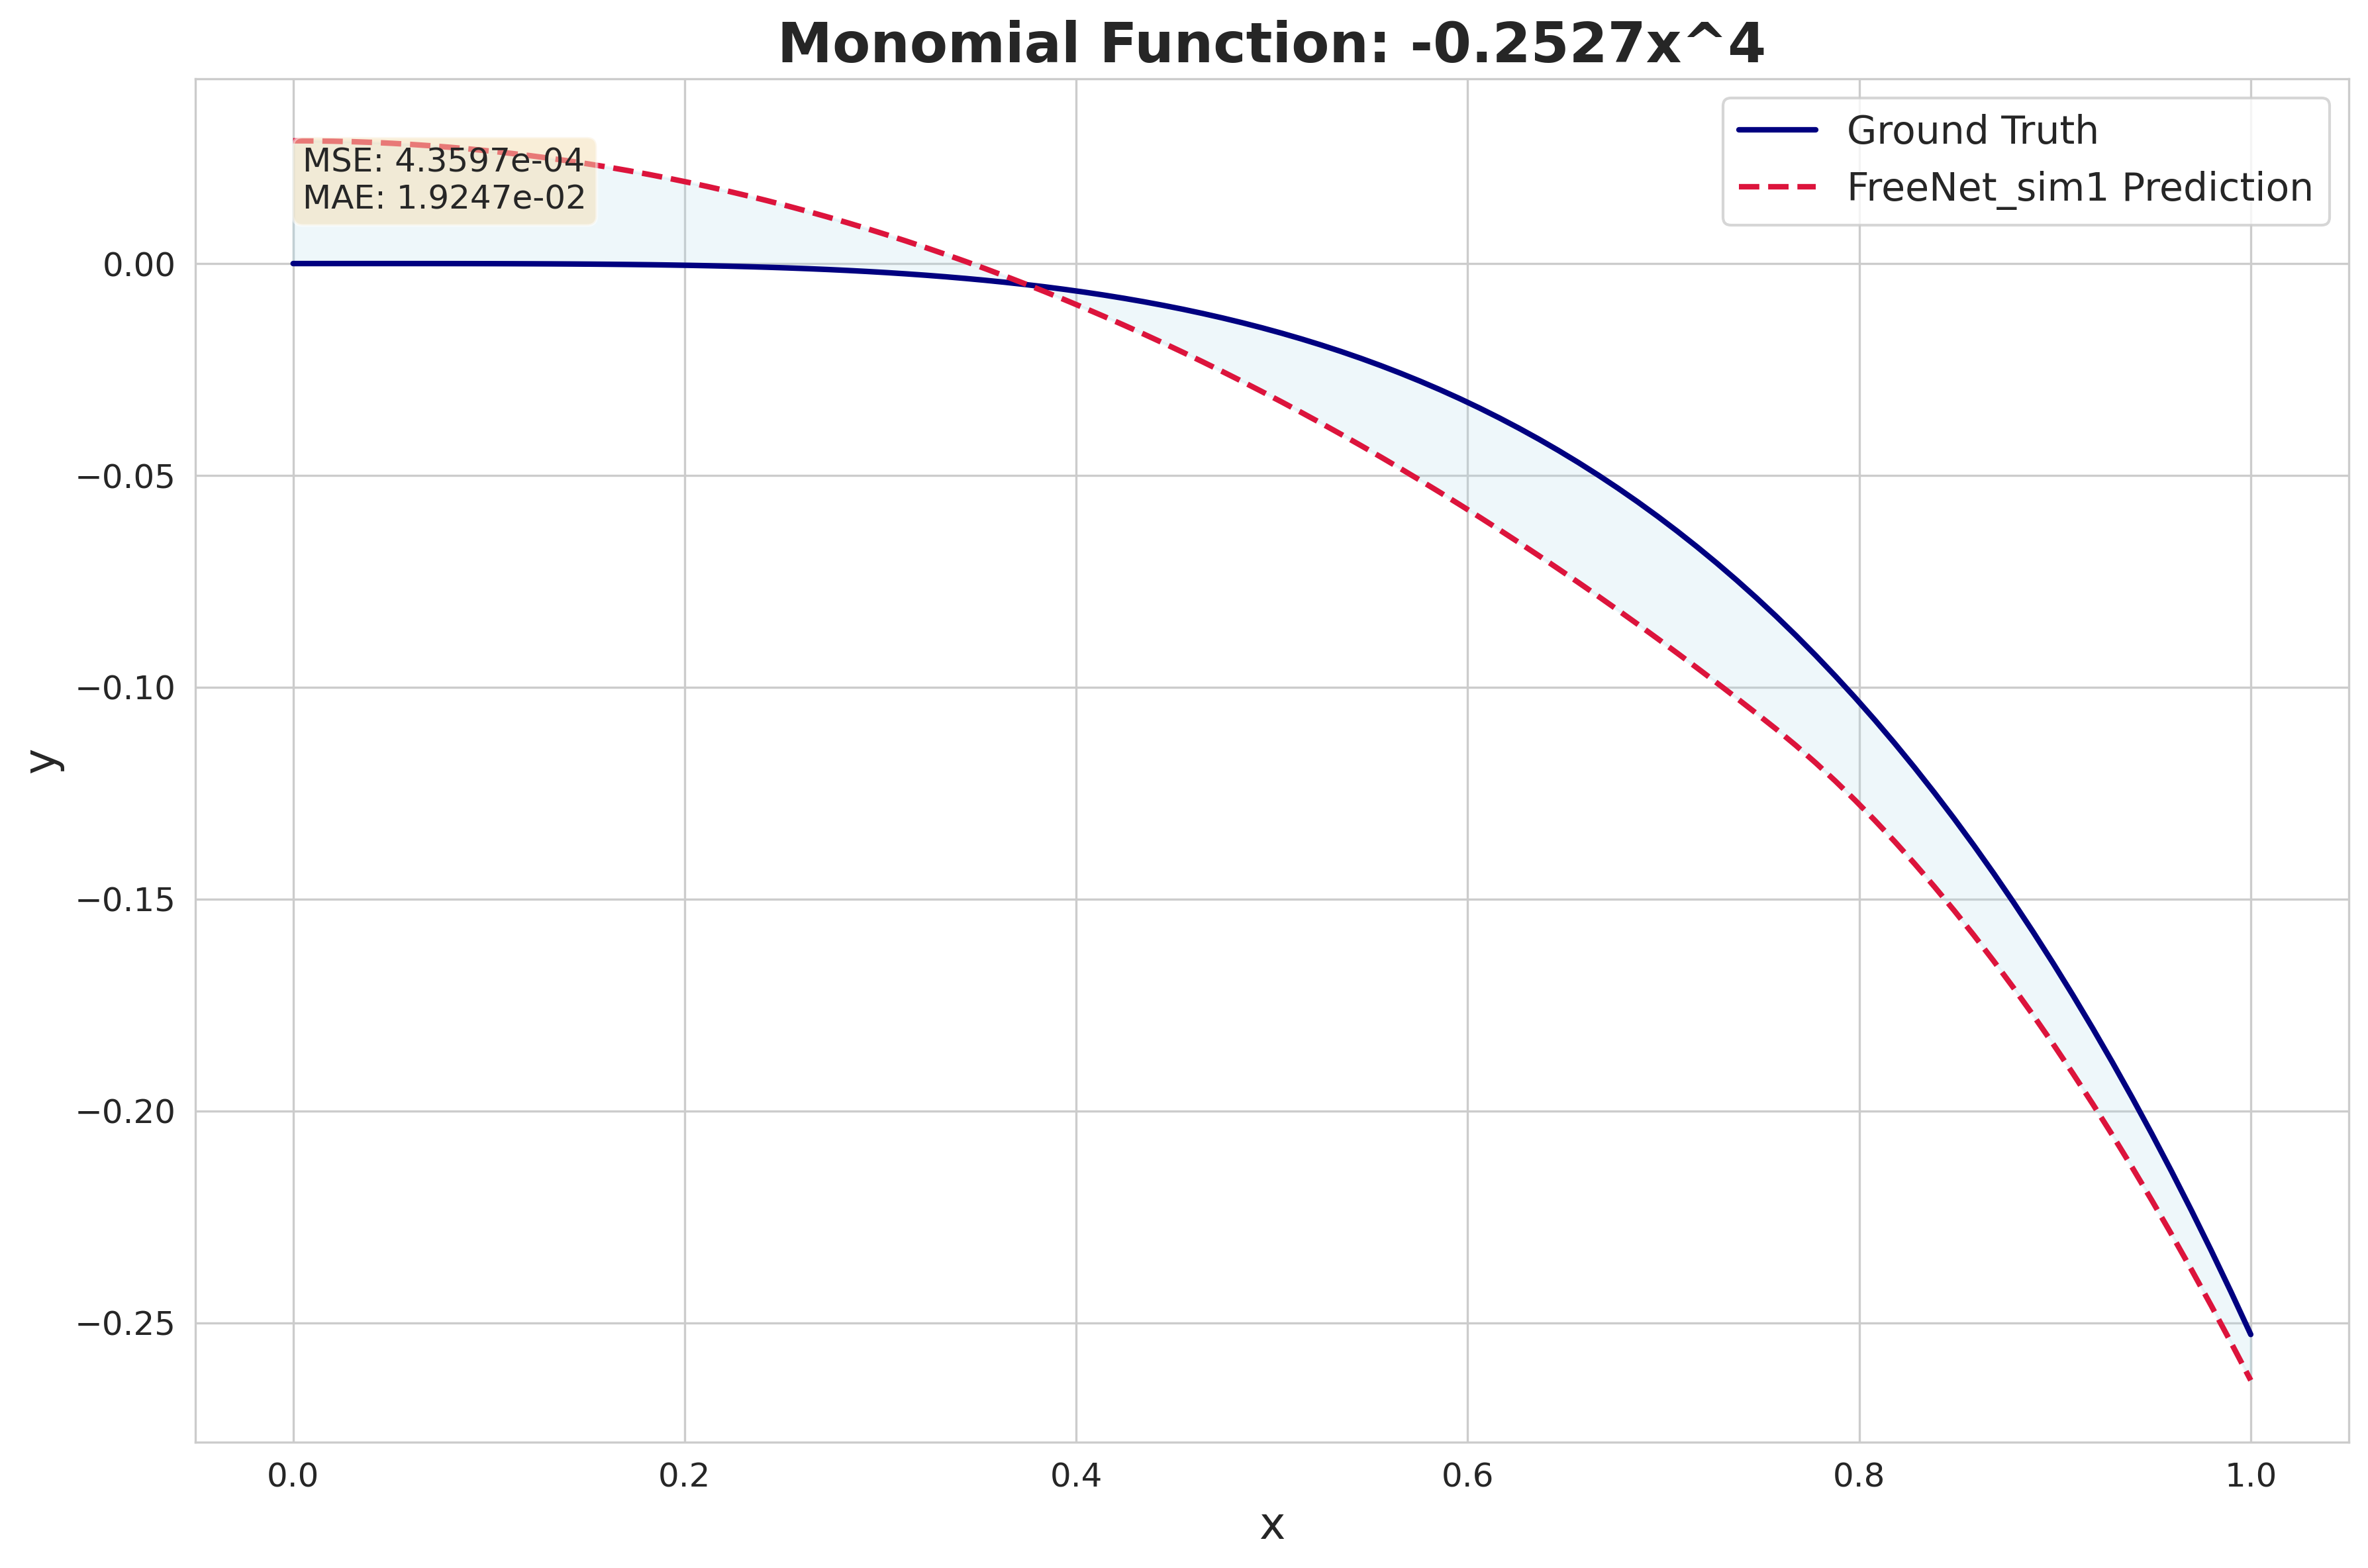 Monomial Function: -0.2527x^4
Ground Truth
FreeNet_sim1 Prediction
MSE: 4.3597e-04
MAE: 1.9247e-02
0.00
−0.05
−0.10
−0.15
−0.20
−0.25
y
0.0
0.2
0.4
0.6
0.8
1.0
x